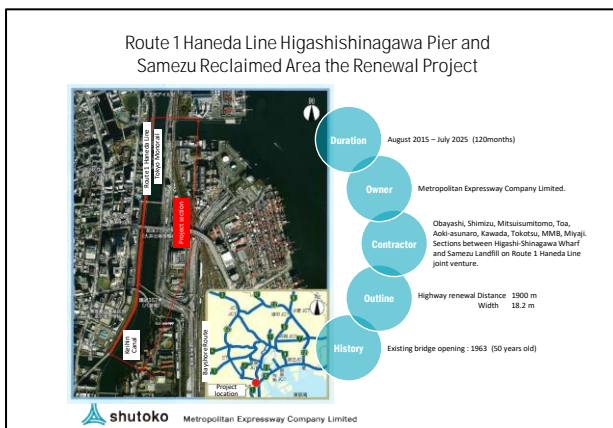 Route 1 Haneda Line Higashishinagawa Pier and
Samezu Reclaimed Area the Renewal Project
Route1 Haneda Line
Tokyo Monorail
Project section
Keihin
Canal
Bayshore Route
Project
location
Duration
August 2015 – July 2025 (120months)
Owner
Metropolitan Expressway Company Limited.
Contractor
Obayashi, Shimizu, Mitsuisumitomo, Toa,
Aoki-asunaro, Kawada, Tokotsu, MMB, Miyaji.
Sections between Higashi-Shinagawa Wharf
and Samezu Landfill on Route 1 Haneda Line
joint venture.
Outline
Highway renewal Distance 1900 m
Width 18.2 m
History
Existing bridge opening : 1963 (50 years old)
shutoko Metropolitan Expressway Company Limited